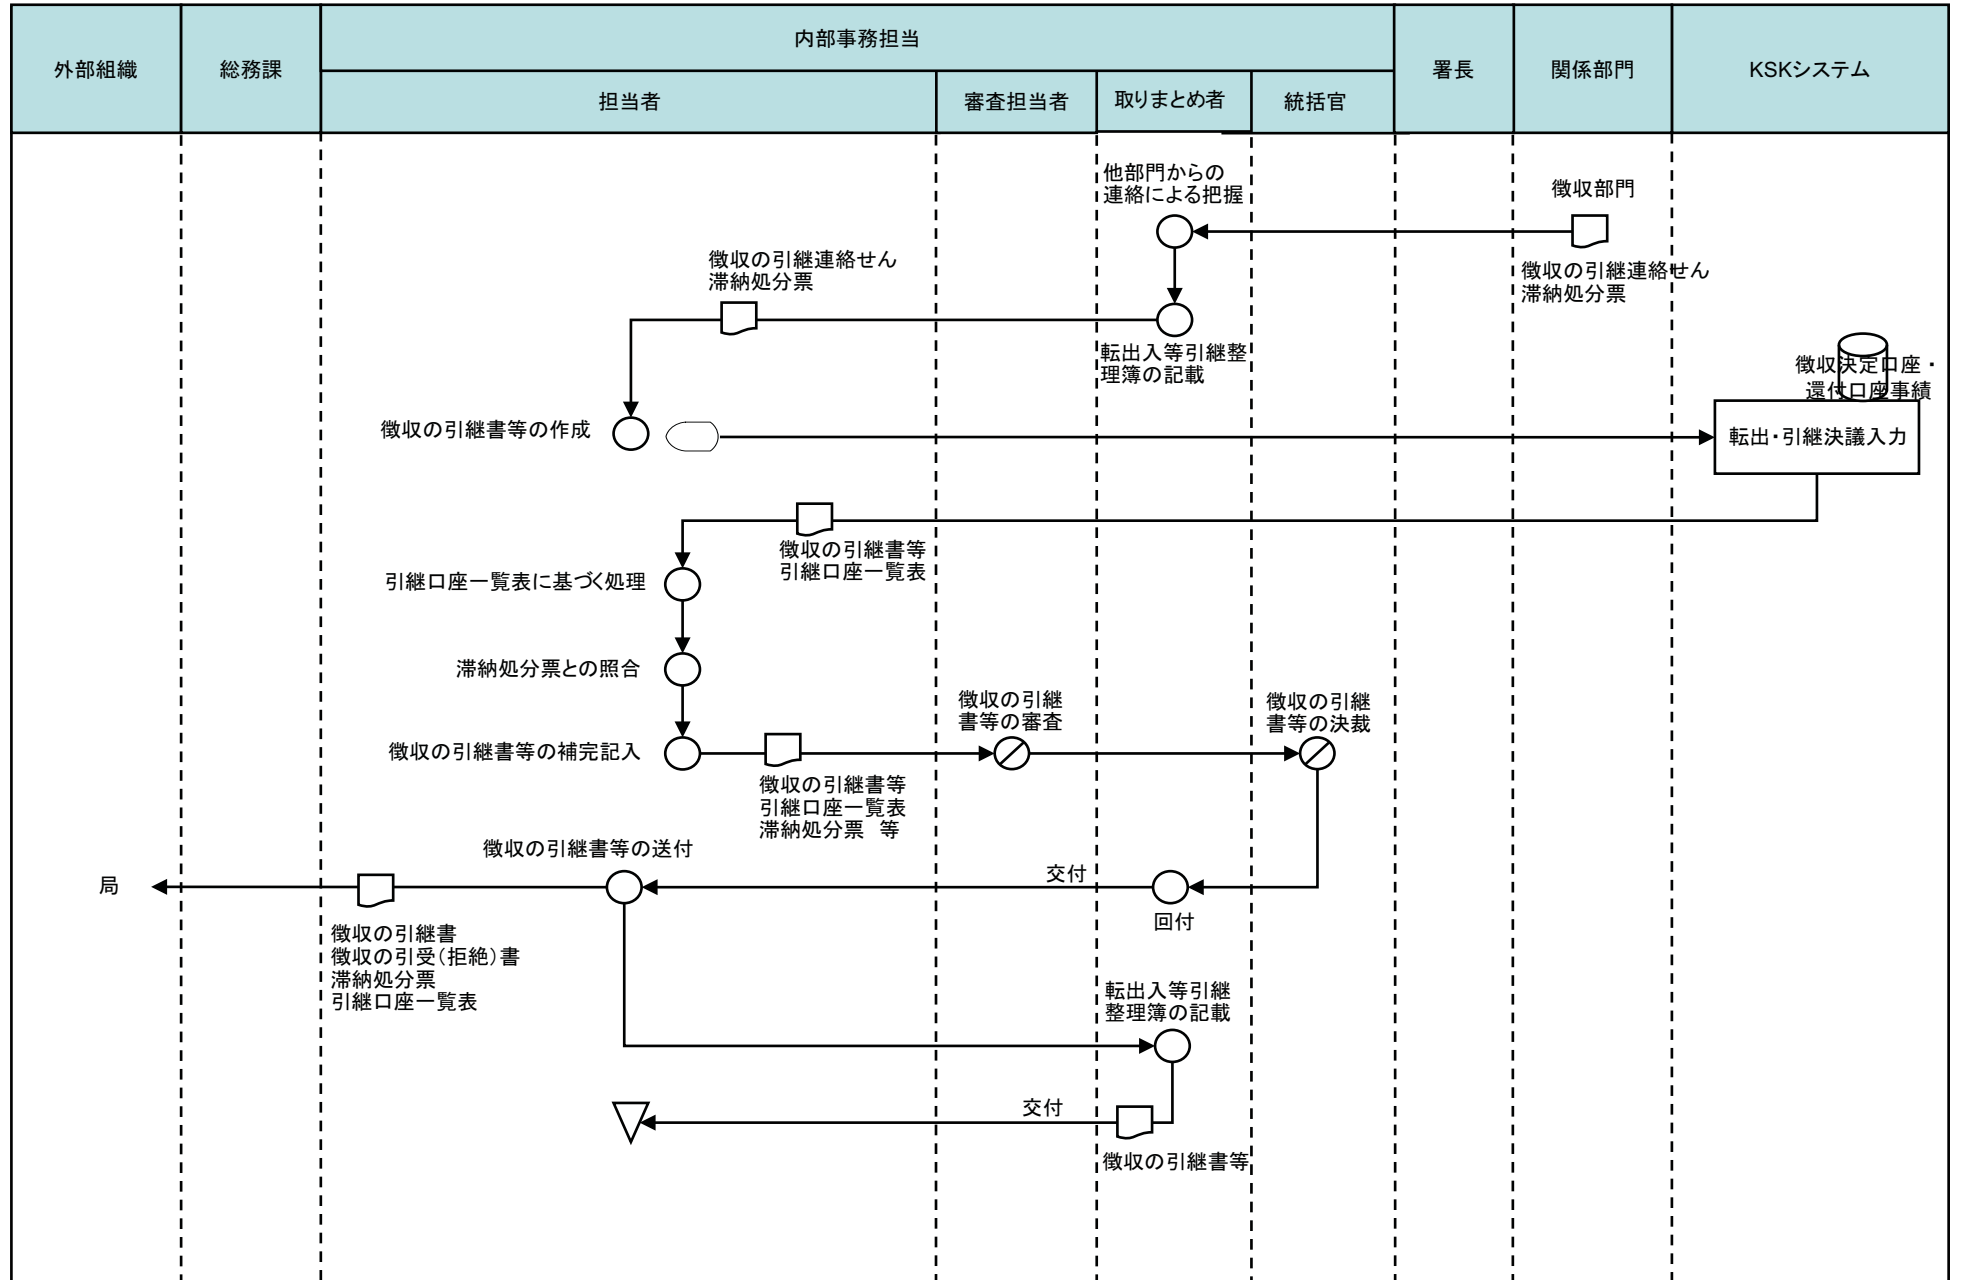 外部組織
総務課
内部事務担当
担当者
審査担当者
取りまとめ者
統括官
署長
関係部門
KSKシステム
他部門からの
連絡による把握
徴収部門
徴収の引継連絡せん
滞納処分票
徴収の引継連絡せん
滞納処分票
転出入等引継整
理簿の記載
徴収決定口座・
還付口座事績
徴収の引継書等の作成
転出・引継決議入力
徴収の引継書等
引継口座一覧表
引継口座一覧表に基づく処理
滞納処分票との照合
徴収の引継
書等の審査
徴収の引継
書等の決裁
徴収の引継書等の補完記入
徴収の引継書等
引継口座一覧表
滞納処分票　等
徴収の引継書等の送付
交付
局
回付
徴収の引継書
徴収の引受(拒絶)書
滞納処分票
引継口座一覧表
転出入等引継
整理簿の記載
交付
徴収の引継書等